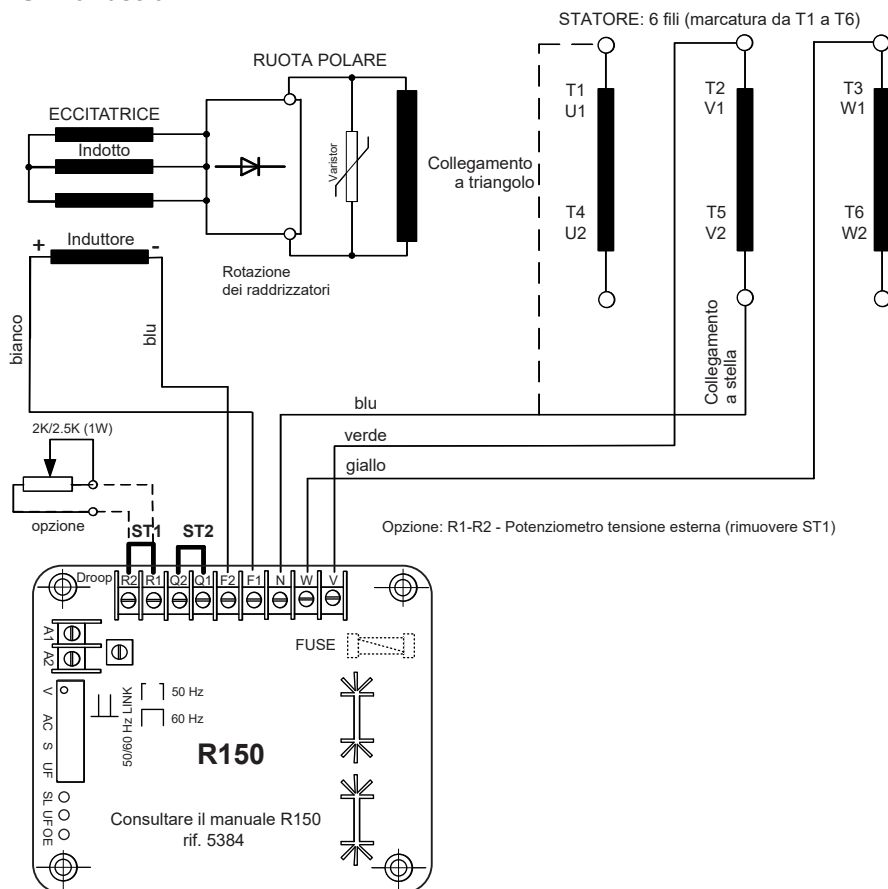 STATORE: 6 fili (marcatura da T1 a T6)
RUOTA POLARE
ECCITATRICE
Indotto
Varistor
Collegamento
a triangolo
T1
U1
T2
V1
T3
W1
T4
U2
T5
V2
T6
W2
+
Induttore
-
Rotazione
dei raddrizzatori
bianco
blu
Collegamento
a stella
blu
verde
giallo
2K/2.5K (1W)
opzione
ST1
ST2
Opzione: R1-R2 - Potenziometro tensione esterna (rimuovere ST1)
Droop
R2
R1
Q2
Q1
F2
F1
N
W
V
A1
A2
FUSE
V
AC
S
UF
50/60 Hz LINK
50 Hz
60 Hz
R150
SL
UF
OE
Consultare il manuale R150
rif. 5384